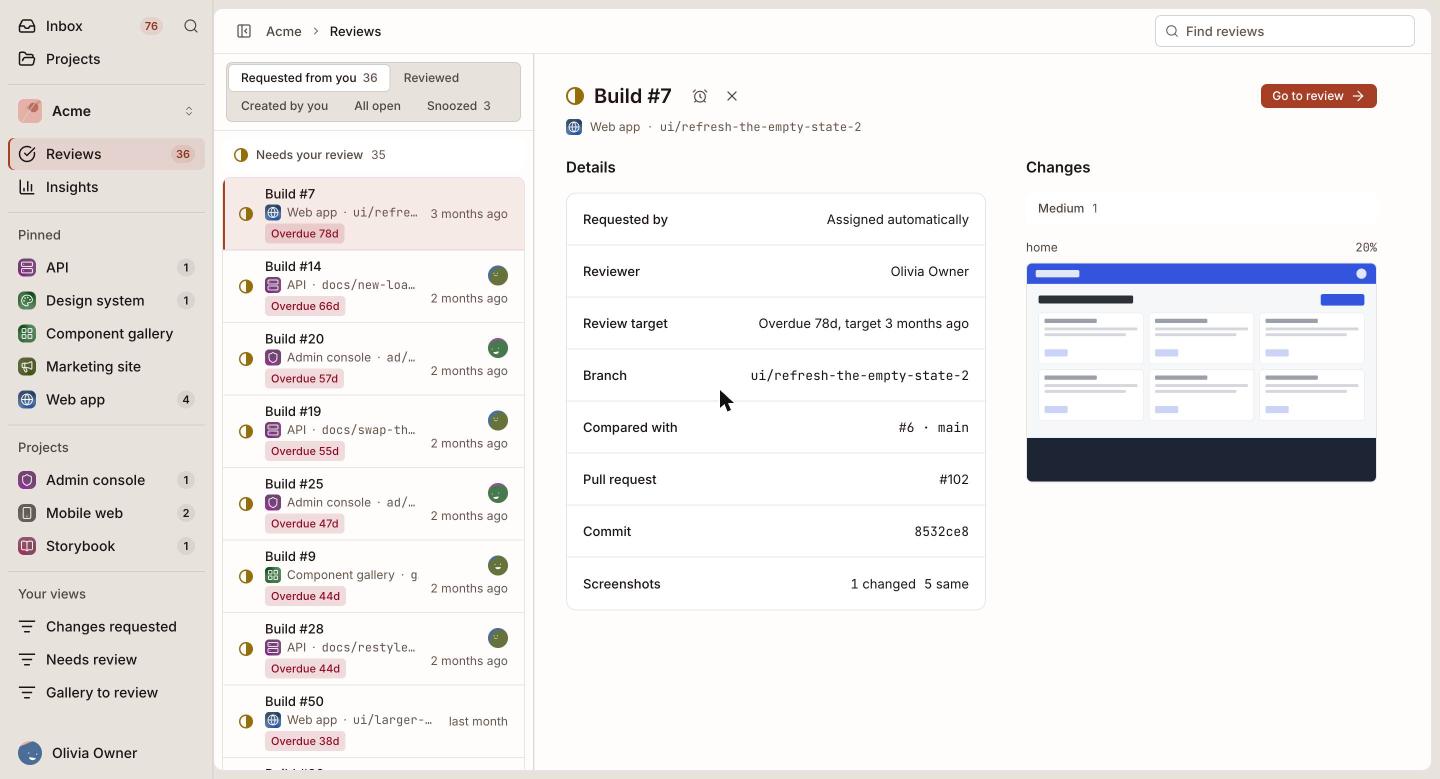 Inbox 76
Projects
Acme
Reviews 36
Insights
Pinned
API 1
Design system 1
Component gallery
Marketing site
Web app 4
Projects
Admin console 1
Mobile web 2
Storybook 1
Your views
Changes requested
Needs review
Gallery to review
Olivia Owner
Acme > Reviews
Find reviews
Requested from you 36 Reviewed
Created by you All open Snoozed 3
Needs your review 35
Build #7
Web app · ui/refre… 3 months ago
Overdue 78d
Build #14
API · docs/new-loa… 2 months ago
Overdue 66d
Build #20
Admin console · ad/… 2 months ago
Overdue 57d
Build #19
API · docs/swap-th… 2 months ago
Overdue 55d
Build #25
Admin console · ad/… 2 months ago
Overdue 47d
Build #9
Component gallery · g 2 months ago
Overdue 44d
Build #28
API · docs/restyle… 2 months ago
Overdue 44d
Build #50
Web app · ui/larger-… last month
Overdue 38d
Build #7
Go to review
Web app · ui/refresh-the-empty-state-2
Details
Requested by Assigned automatically
Reviewer Olivia Owner
Review target Overdue 78d, target 3 months ago
Branch ui/refresh-the-empty-state-2
Compared with #6 · main
Pull request #102
Commit 8532ce8
Screenshots 1 changed 5 same
Changes
Medium 1
home 20%